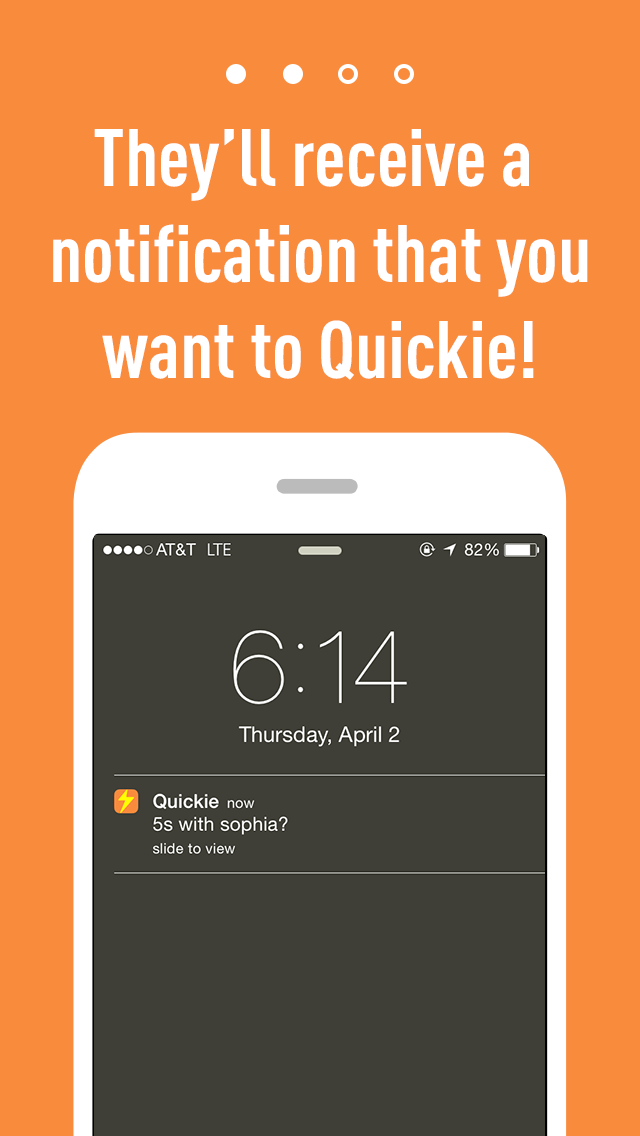 They’ll receive a
notification that you
want to Quickie!
AT&T LTE 82%
6:14
Thursday, April 2
Quickie now
5s with sophia?
slide to view